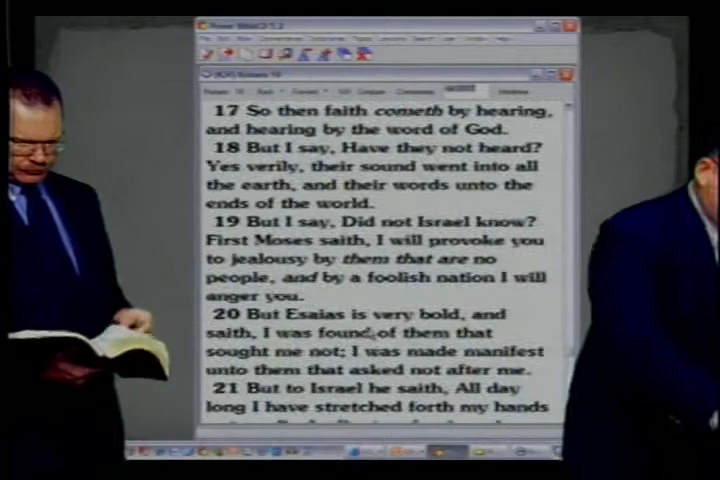 17 So then faith cometh by hearing,
and hearing by the word of God.
18 But I say, Have they not heard?
Yes verily, their sound went into all
the earth, and their words unto the
ends of the world.
19 But I say, Did not Israel know?
First Moses saith, I will provoke you
to jealousy by them that are no
people, and by a foolish nation I will
anger you.
20 But Esaias is very bold, and
saith, I was found of them that
sought me not; I was made manifest
unto them that asked not after me.
21 But to Israel he saith, All day
long I have stretched forth my hands